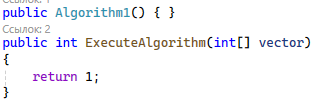 Ссылок: 1
public Algorithm1() { }
Ссылок: 2
public int ExecuteAlgorithm(int[] vector)
{
return 1;
}